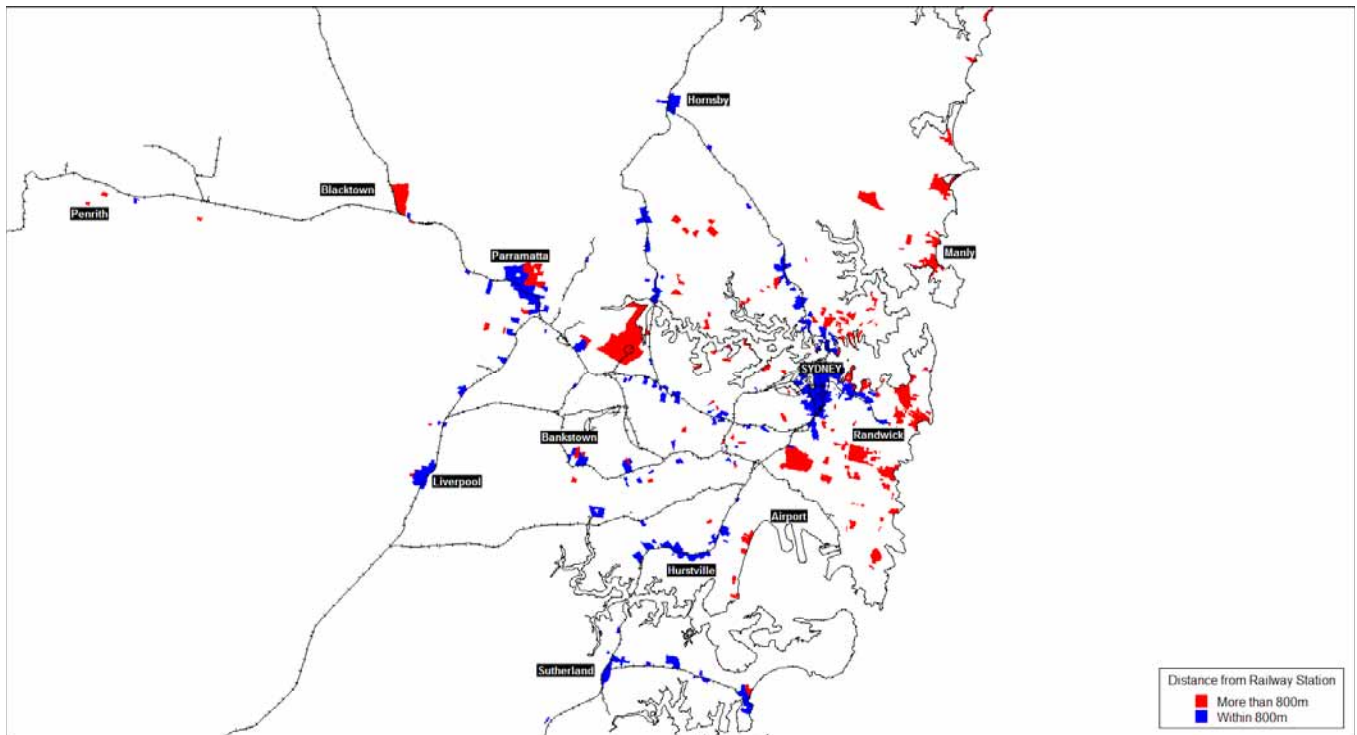 Hornsby
Blacktown
Penrith
Parramatta
Manly
SYDNEY
Bankstown
Randwick
Liverpool
Airport
Hurstville
Sutherland
Distance from Railway Station
More than 800m
Within 800m